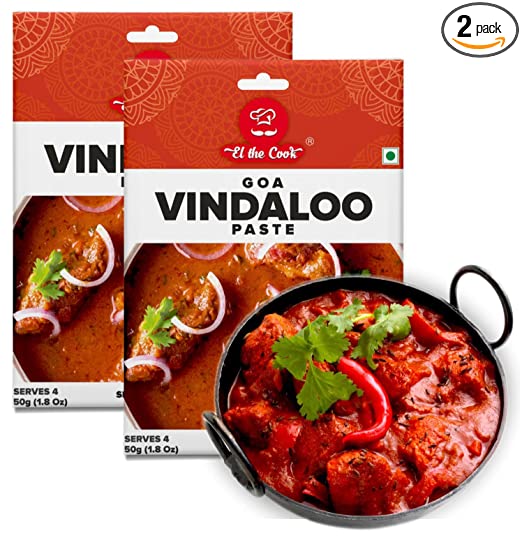 2
pack
El the Cook®
GOA
VINDALOO
PASTE
SERVES 4
50g (1.8 Oz)
VIN
P
SERVES 4
50g (1.8 Oz)
S